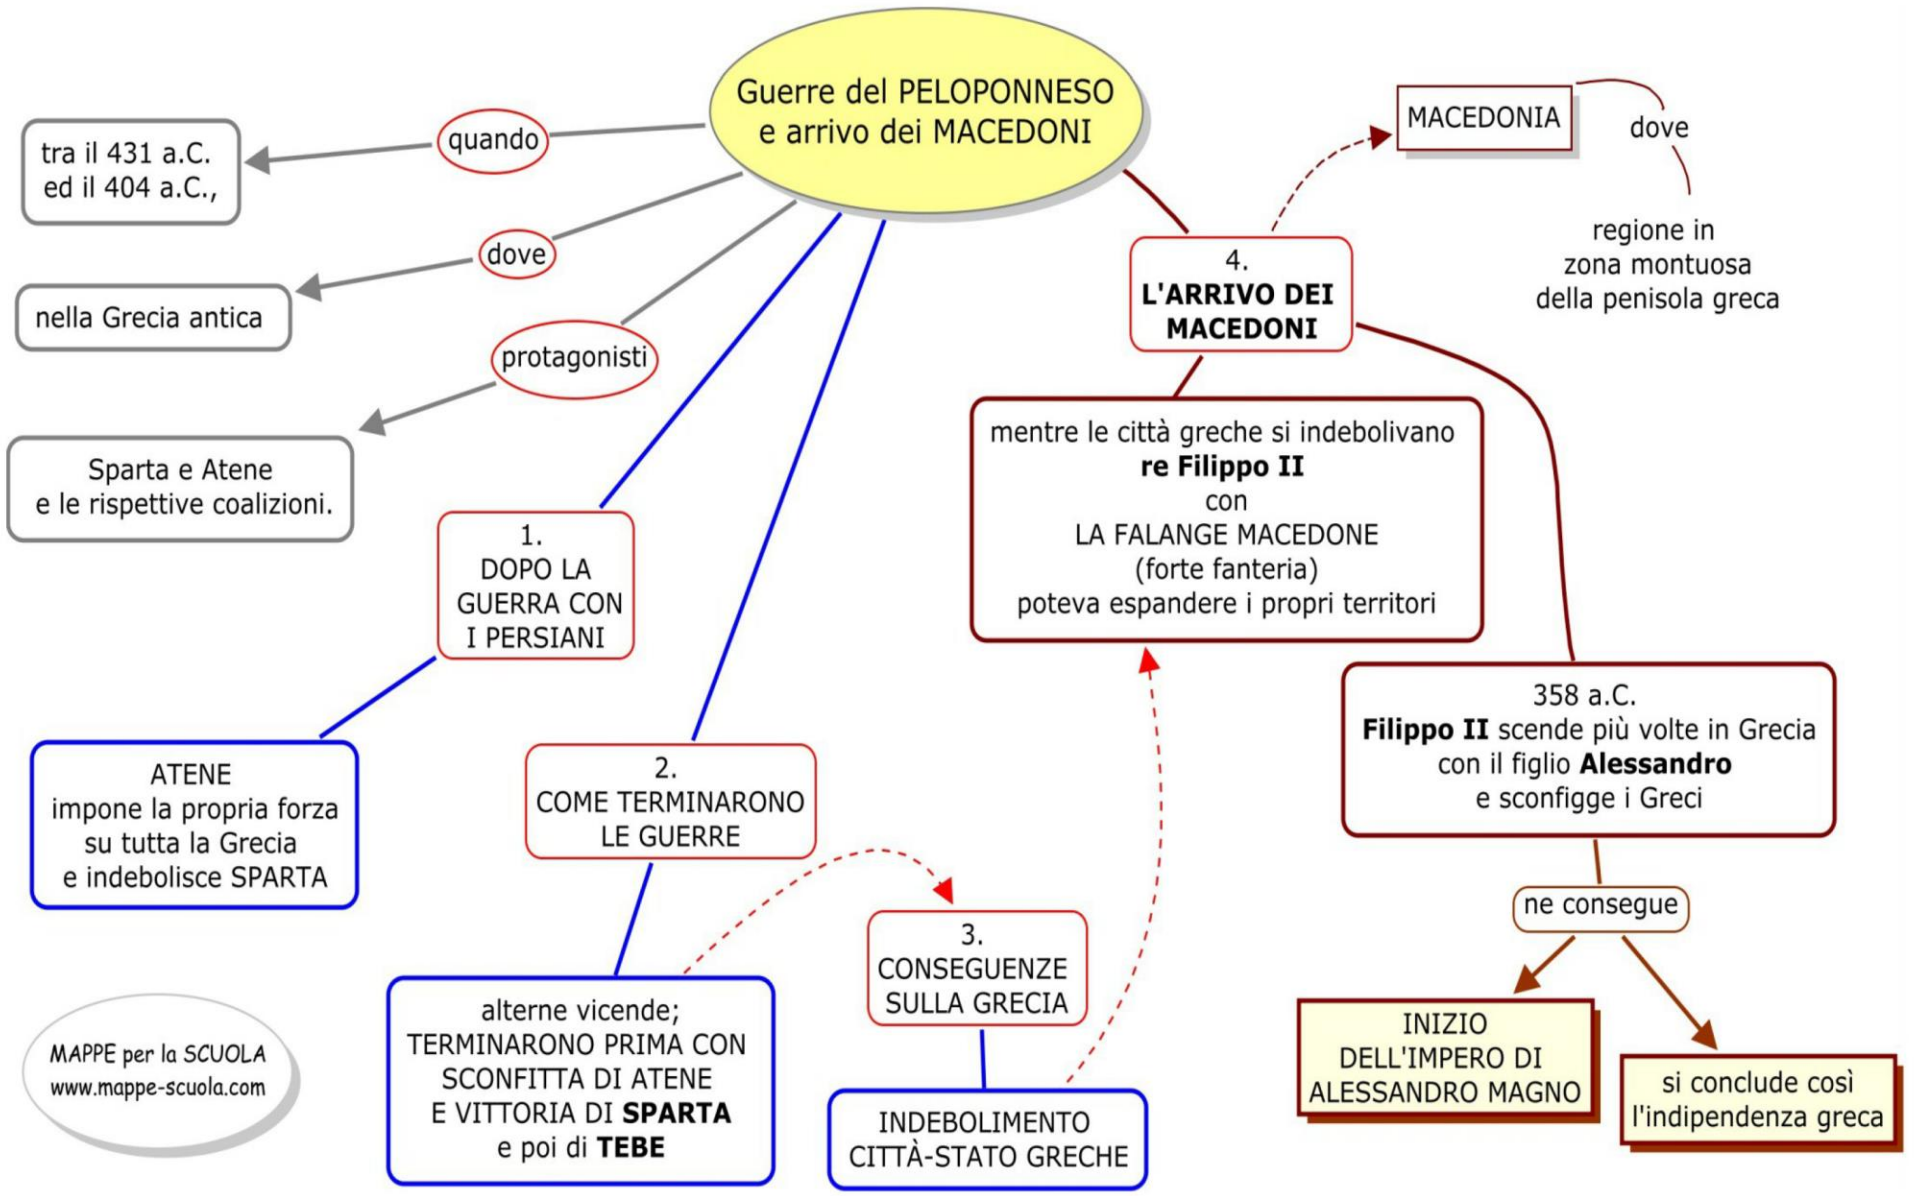 Guerre del PELOPONNESO
e arrivo dei MACEDONI
quando
tra il 431 a.C.
ed il 404 a.C.,
dove
nella Grecia antica
protagonisti
Sparta e Atene
e le rispettive coalizioni.
1.
DOPO LA
GUERRA CON
I PERSIANI
ATENE
impone la propria forza
su tutta la Grecia
e indebolisce SPARTA
2.
COME TERMINARONO
LE GUERRE
alterne vicende;
TERMINARONO PRIMA CON
SCONFITTA DI ATENE
E VITTORIA DI SPARTA
e poi di TEBE
3.
CONSEGUENZE
SULLA GRECIA
INDEBOLIMENTO
CITTÀ-STATO GRECHE
4.
L'ARRIVO DEI
MACEDONI
MACEDONIA
dove
regione in
zona montuosa
della penisola greca
mentre le città greche si indebolivano
re Filippo II
con
LA FALANGE MACEDONE
(forte fanteria)
poteva espandere i propri territori
358 a.C.
Filippo II scende più volte in Grecia
con il figlio Alessandro
e sconfigge i Greci
ne consegue
INIZIO
DELL'IMPERO DI
ALESSANDRO MAGNO
si conclude così
l'indipendenza greca
MAPPE per la SCUOLA
www.mappe-scuola.com